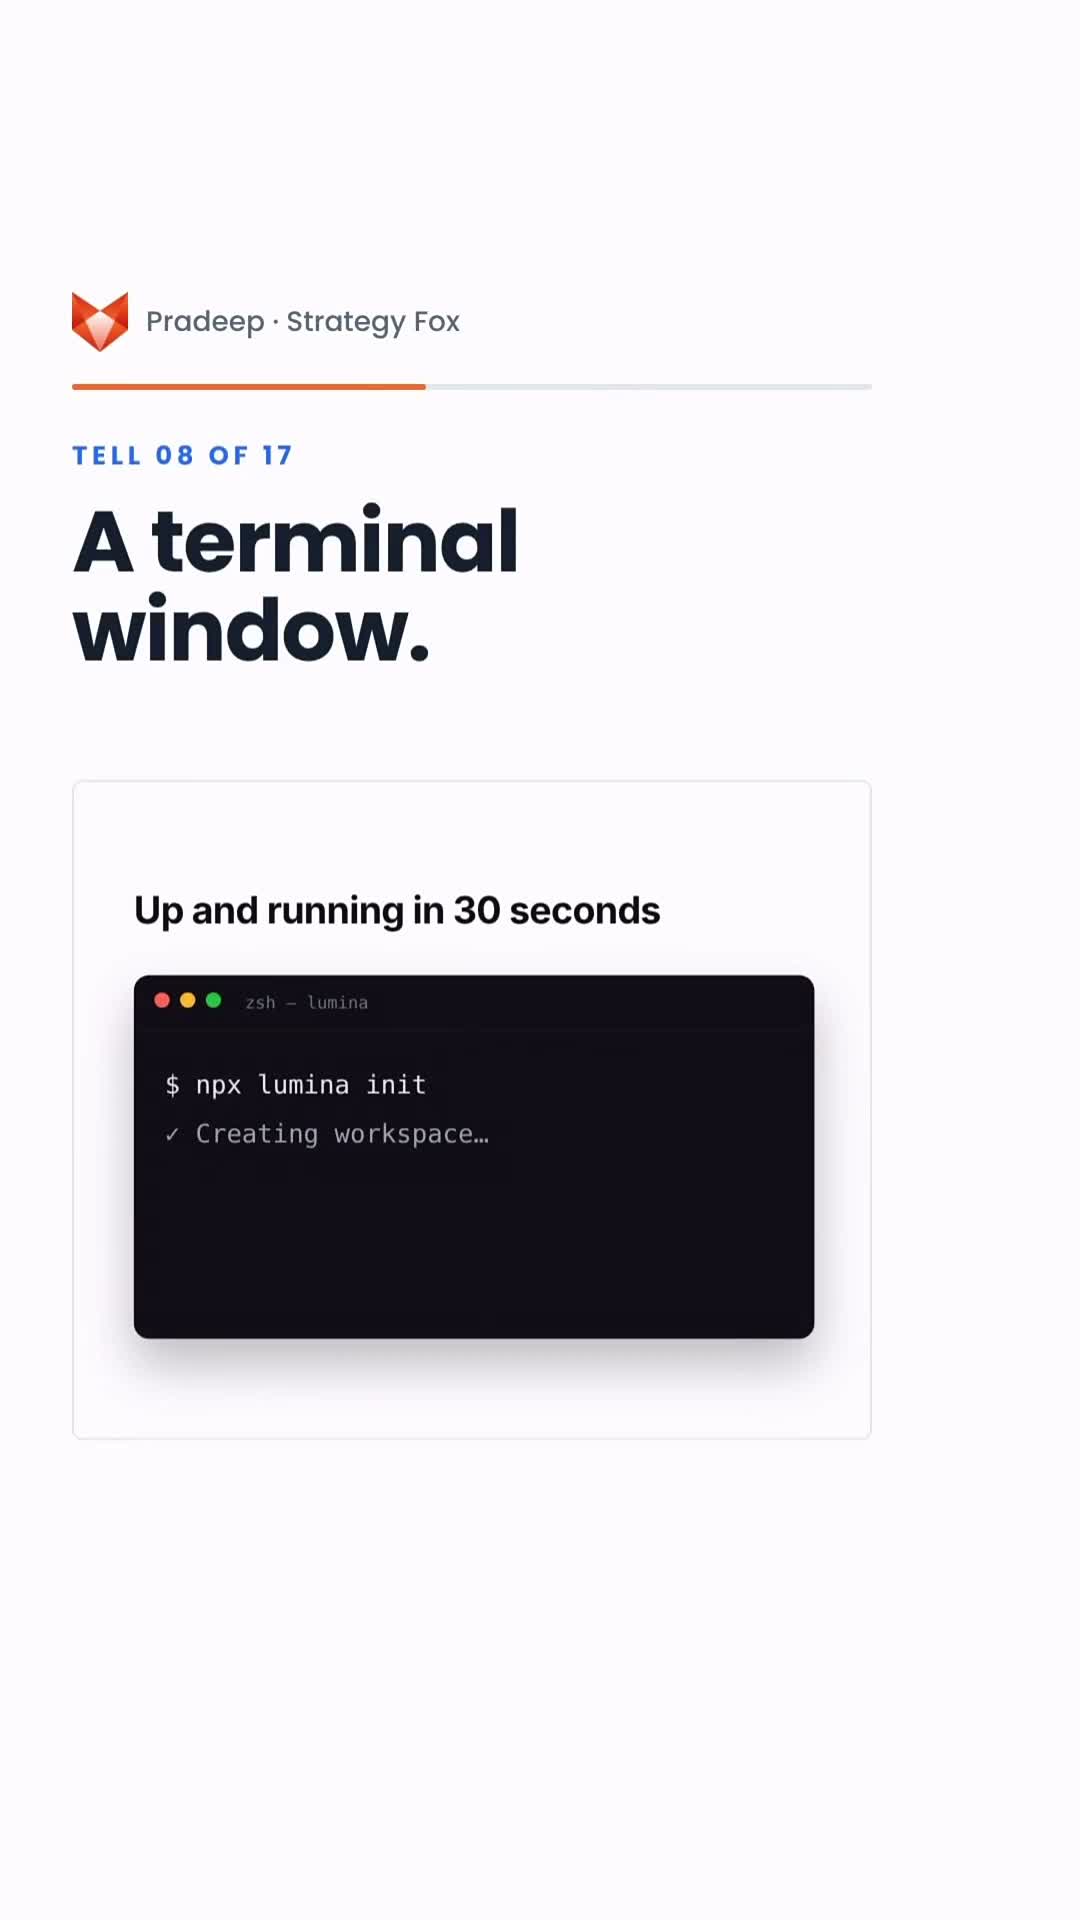 Pradeep · Strategy Fox
TELL 08 OF 17
A terminal
window.
Up and running in 30 seconds
zsh — lumina
$ npx lumina init
✓ Creating workspace…